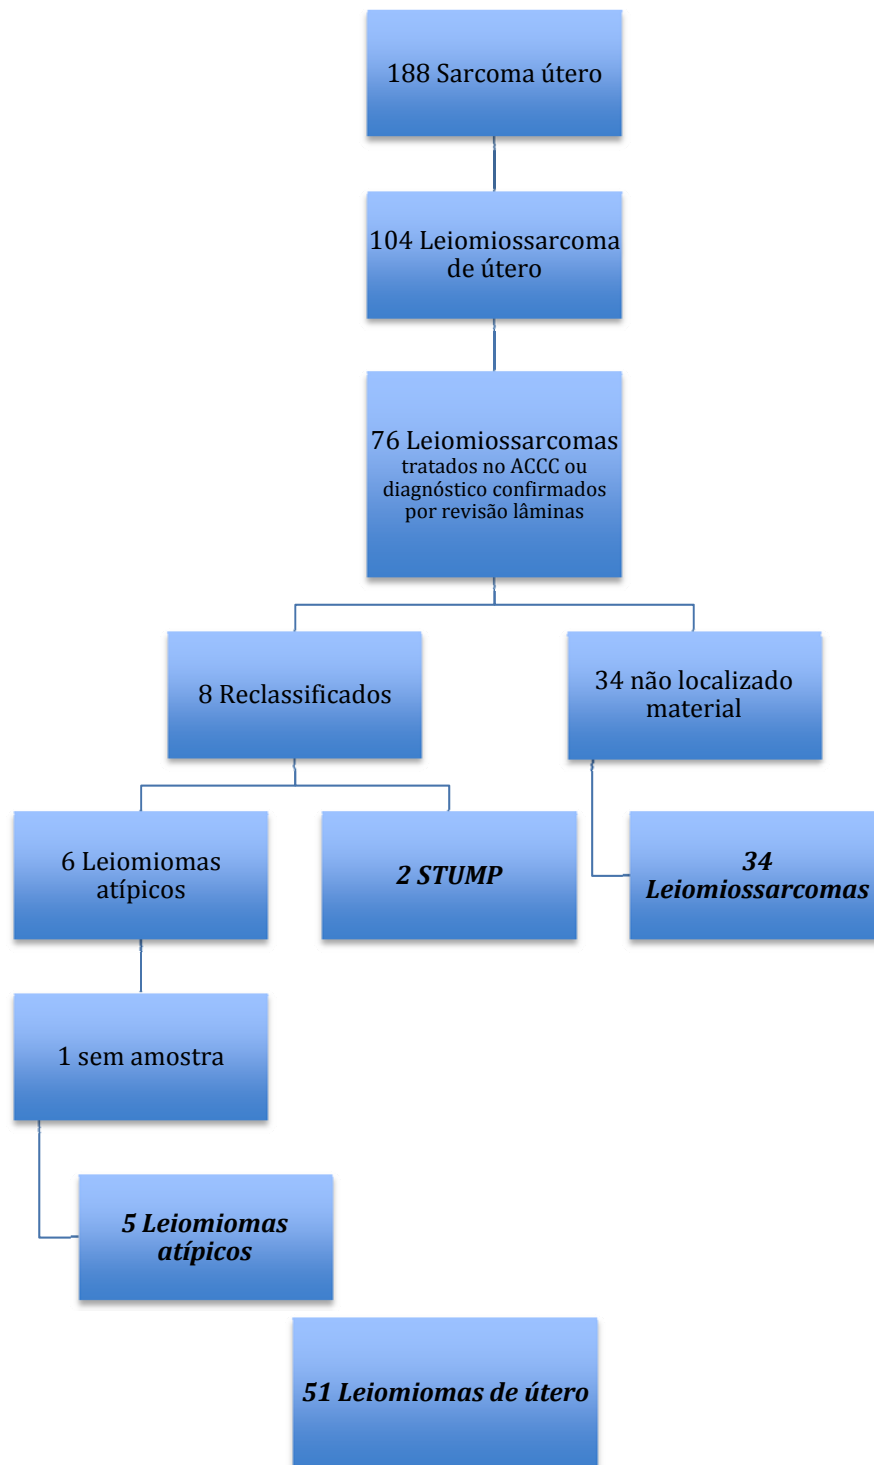 188 Sarcoma útero
104 Leiomiossarcoma
de útero
76 Leiomiossarcomas
tratados no ACCC ou
diagnóstico confirmados
por revisão lâminas
8 Reclassificados
34 não localizado
material
6 Leiomiomas
atípicos
2 STUMP
34
Leiomiossarcomas
1 sem amostra
5 Leiomiomas
atípicos
51 Leiomiomas de útero